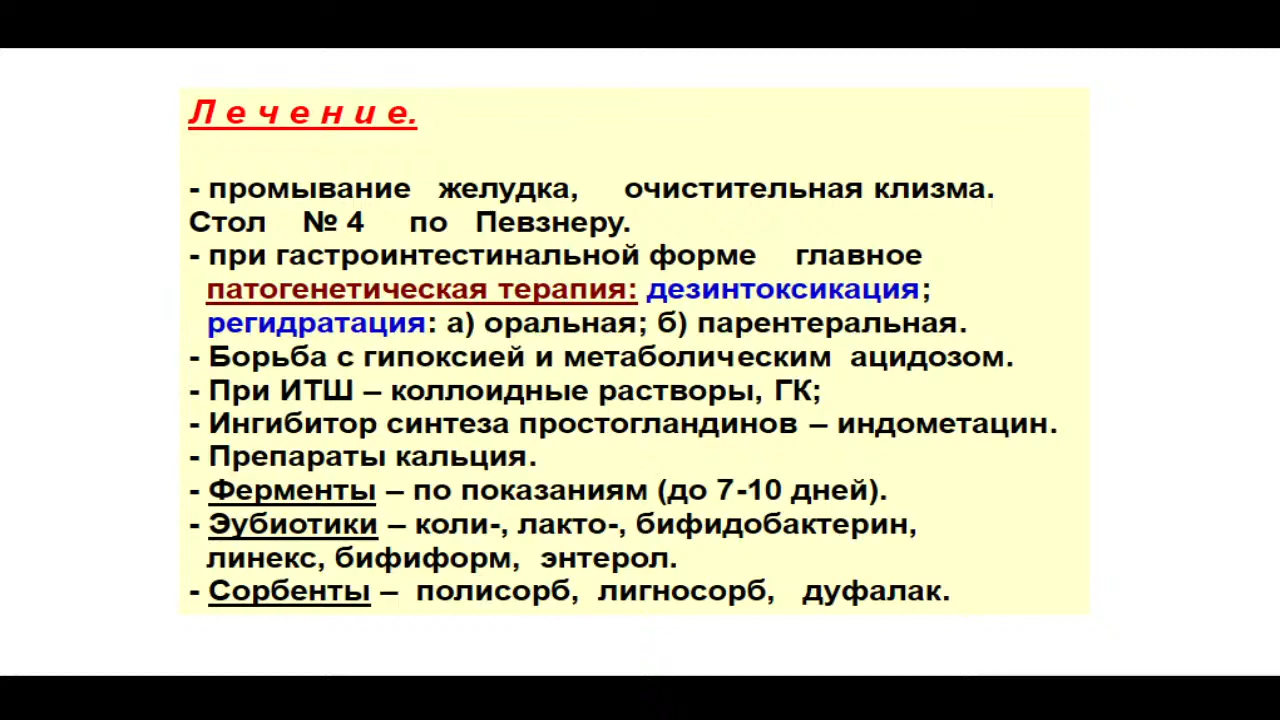 Л е ч е н и е.
- промывание желудка, очистительная клизма.
Стол № 4 по Певзнеру.
- при гастроинтестинальной форме главное
патогенетическая терапия: дезинтоксикация;
регидратация: а) оральная; б) парентеральная.
- Борьба с гипоксией и метаболическим ацидозом.
- При ИТШ – коллоидные растворы, ГК;
- Ингибитор синтеза простогландинов – индометацин.
- Препараты кальция.
- Ферменты – по показаниям (до 7-10 дней).
- Эубиотики – коли-, лакто-, бифидобактерин,
линекс, бифиформ, энтерол.
- Сорбенты – полисорб, лигносорб, дуфалак.